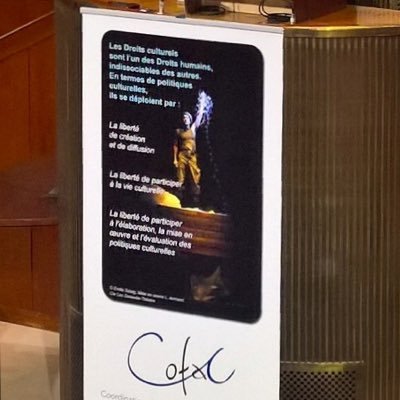 Les Droits culturels
sont l'un des Droits humains,
indissociables des autres.
En termes de politiques
culturelles,
ils se déploient par :
La liberté
de création
et de diffusion
La liberté de participer
à la vie culturelle
La liberté de participer
à l'élaboration, la mise en
œuvre et l'évaluation des
politiques culturelles
CofaC